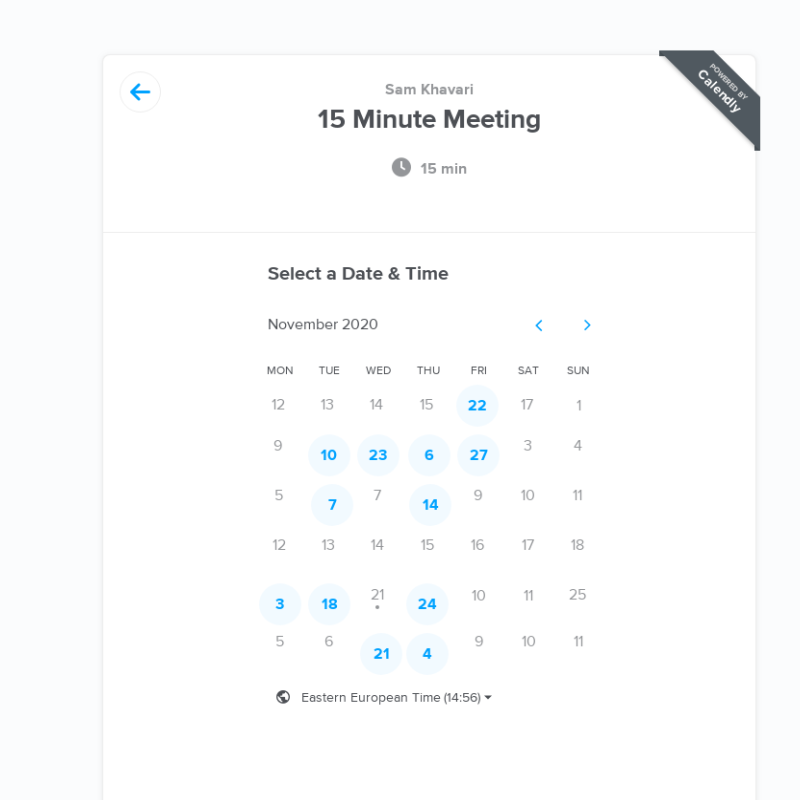 Sam Khavari
15 Minute Meeting
15 min
POWERED BY
Calendly
Select a Date & Time
November 2020
MON TUE WED THU FRI SAT SUN
12 13 14 15 22 17 1
9 10 23 6 27 3 4
5 7 7 14 9 10 11
12 13 14 15 16 17 18
3 18 21 24 10 11 25
5 6 21 4 9 10 11
Eastern European Time (14:56)